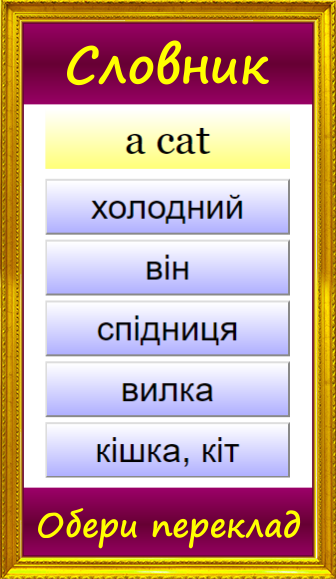 Словник
a cat
холодний
він
спідниця
вилка
кішка, кіт
Обери переклад